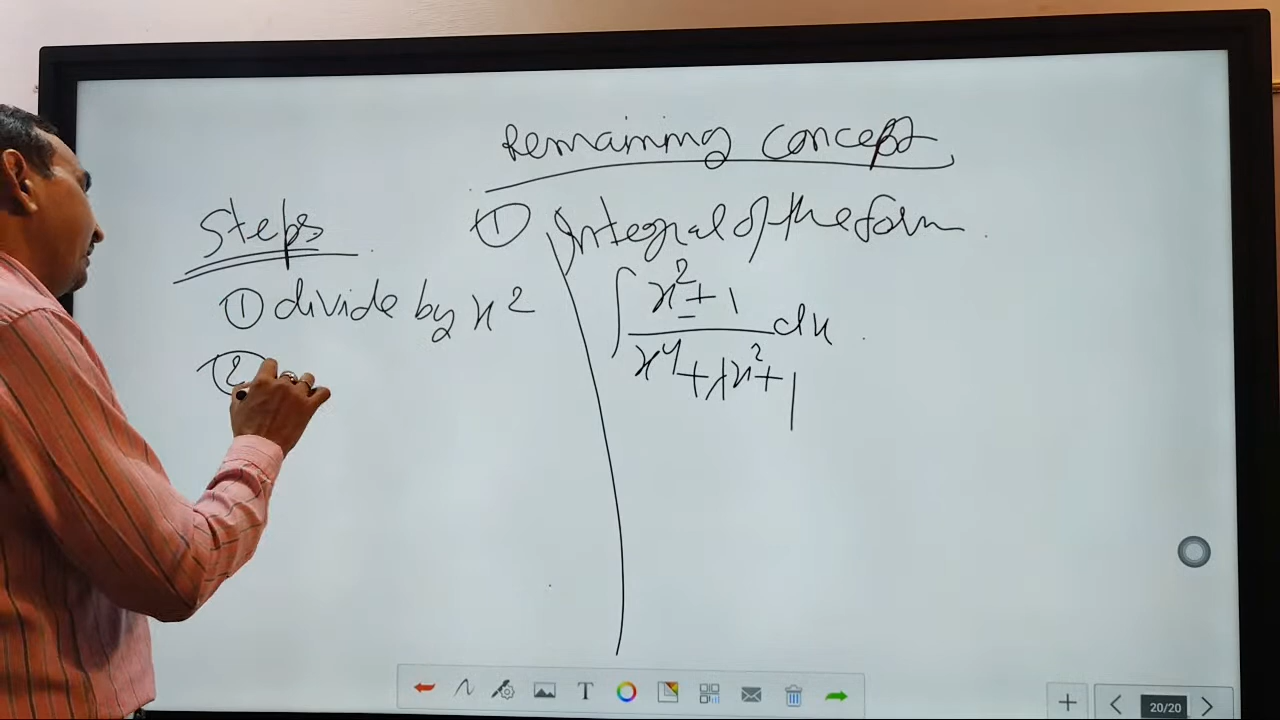 Remaining concept
Steps
① divide by x²
②
① Integral of the form
∫ (x² ± 1)/(x⁴ + λx² + 1) dx
T
20/20